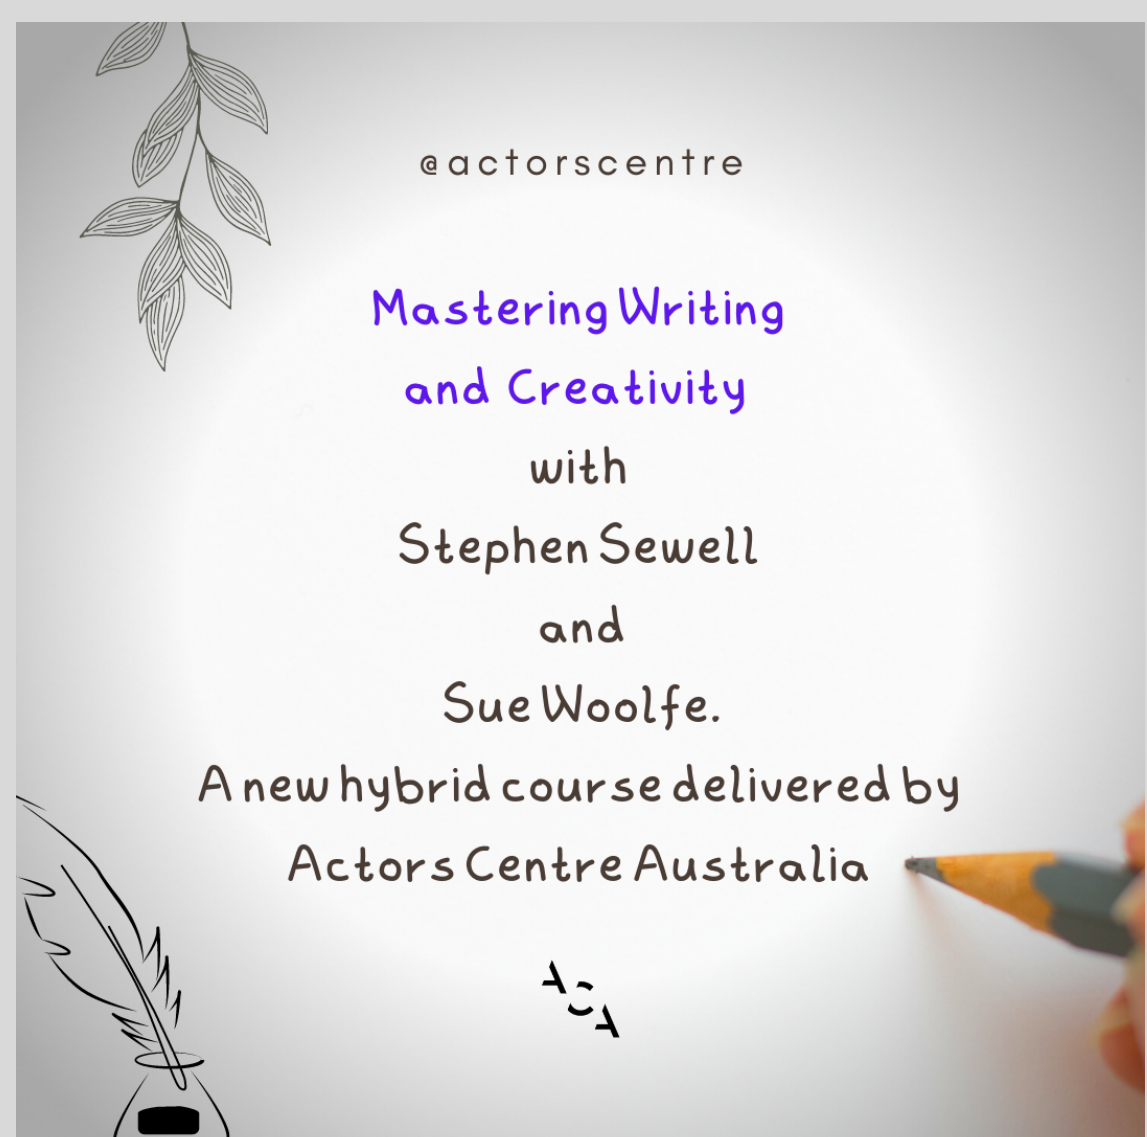 @actorscentre
Mastering Writing
and Creativity
with
Stephen Sewell
and
Sue Woolfe.
A new hybrid course delivered by
Actors Centre Australia
ACA